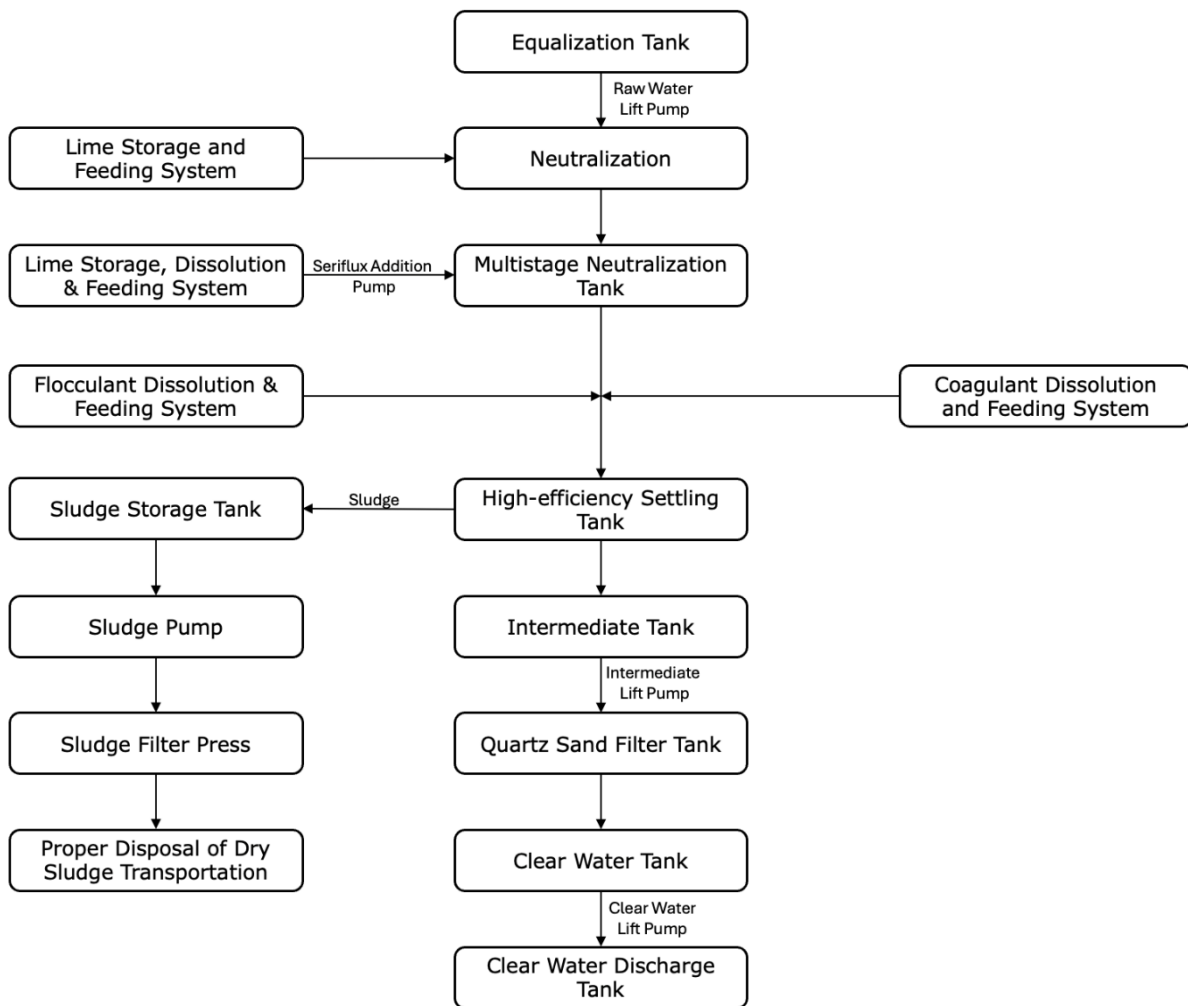 Equalization Tank
Raw Water
Lift Pump
Lime Storage and
Feeding System
Neutralization
Lime Storage, Dissolution
& Feeding System
Seriflux Addition
Pump
Multistage Neutralization
Tank
Flocculant Dissolution &
Feeding System
Coagulant Dissolution
and Feeding System
Sludge Storage Tank
Sludge
High-efficiency Settling
Tank
Sludge Pump
Intermediate Tank
Intermediate
Lift Pump
Sludge Filter Press
Quartz Sand Filter Tank
Proper Disposal of Dry
Sludge Transportation
Clear Water Tank
Clear Water
Lift Pump
Clear Water Discharge
Tank